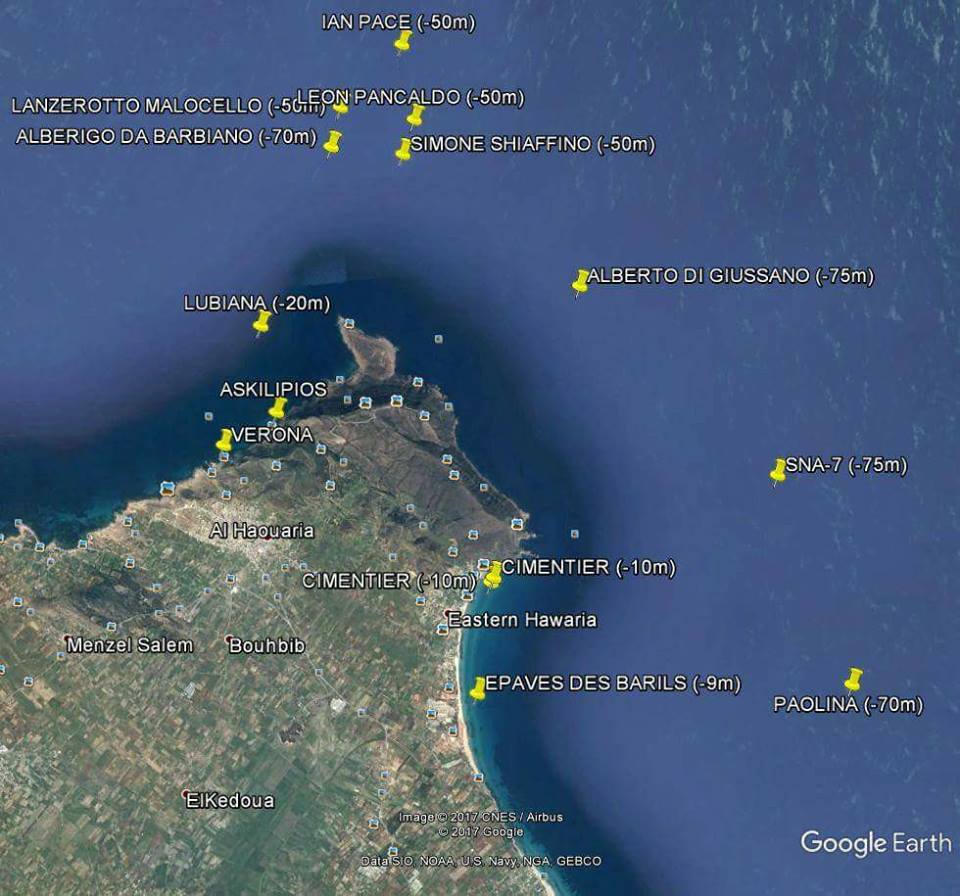 IAN PACE (-50m)
LEON PANCALDO (-50m)
LANZEROTTO MALOCELLO (-50m)
ALBERIGO DA BARBIANO (-70m)
SIMONE SHIAFFINO (-50m)
ALBERTO DI GIUSSANO (-75m)
LUBIANA (-20m)
ASKILIPIOS
VERONA
SNA-7 (-75m)
Al Haouaria
CIMENTIER (-10m)
CIMENTIER (-10m)
Eastern Hawaria
Menzel Salem
Bouhbib
EPAVES DES BARILS (-9m)
PAOLINA (-70m)
ElKedoua
Image © 2017 CNES / Airbus
© 2017 Google
Google Earth
Data SIO, NOAA, U.S. Navy, NGA, GEBCO